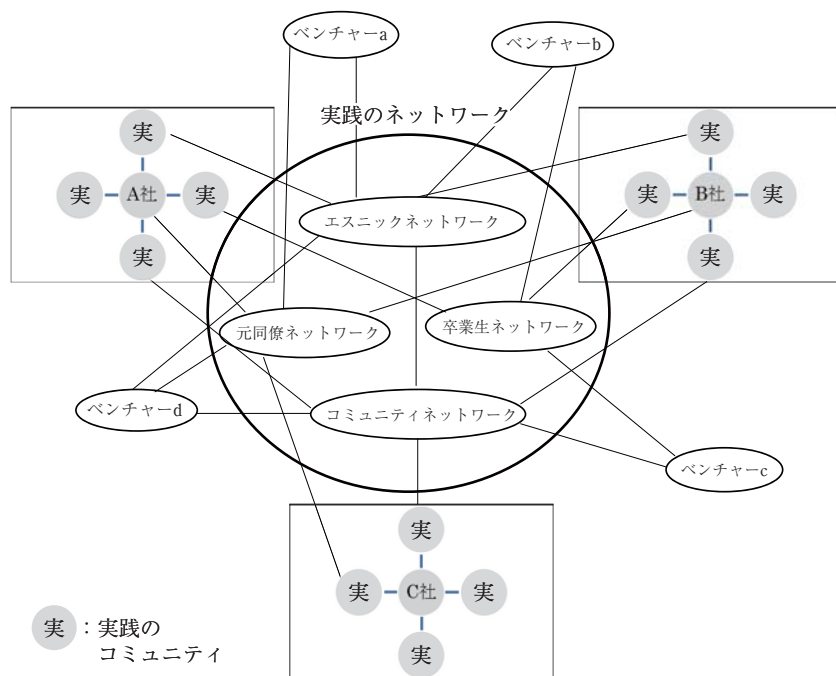 ベンチャーa
ベンチャーb
実践のネットワーク
実
実
実
A社
実
実
B社
実
エスニックネットワーク
実
実
元同僚ネットワーク
卒業生ネットワーク
ベンチャーd
コミュニティネットワーク
ベンチャーc
実
実
C社
実
実
実
:実践の
コミュニティ